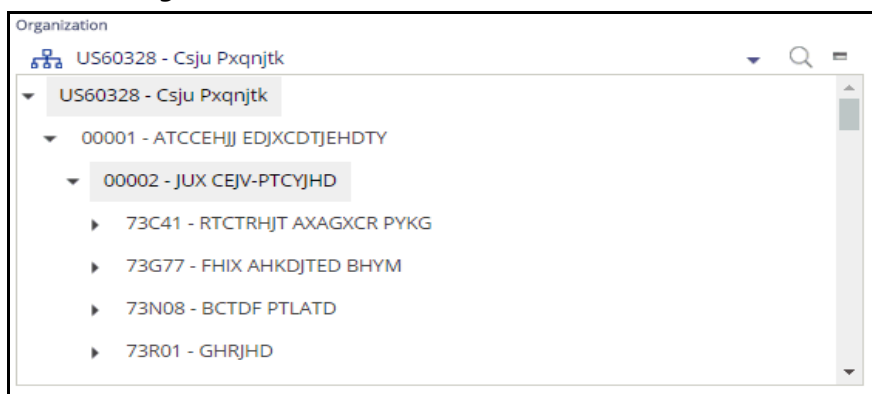 Organization
US60328 - Csju Pxqnjtk
US60328 - Csju Pxqnjtk
00001 - ATCCEHJJ EDJXCDTJEHDTY
00002 - JUX CEJV-PTCYJHD
73C41 - RTCTRHJT AXAGXCR PYKG
73G77 - FHIX AHKDJTED BHYM
73N08 - BCTDF PTLATD
73R01 - GHRJHD